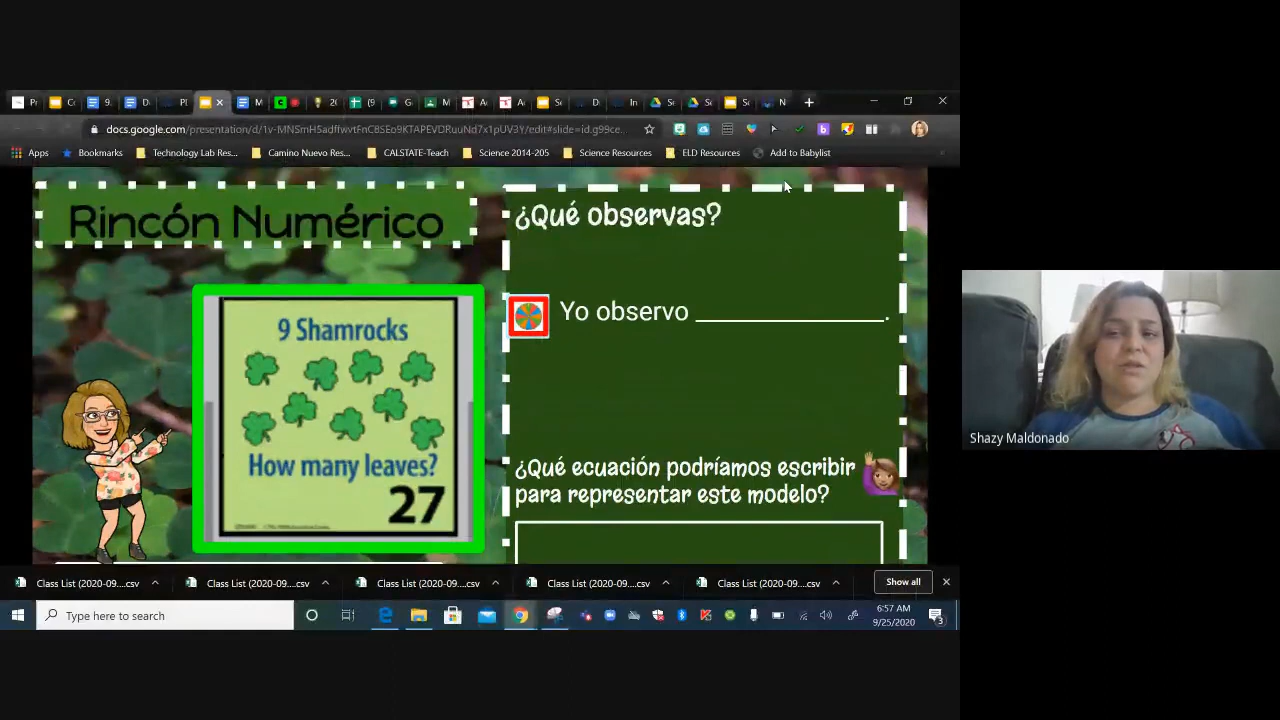 docs.google.com/presentation/d/1v-MNSmH5adffwvtFnC8SEo9KTAPEVDRuuNd7x1pUV3Y/edit#slide=id.g99ce...
Apps
Bookmarks
Technology Lab Res...
Camino Nuevo Res...
CALSTATE-Teach
Science 2014-205
Science Resources
ELD Resources
Add to Babylist
Rincón Numérico
9 Shamrocks
How many leaves?
27
¿Qué observas?
Yo observo ______________.
¿Qué ecuación podríamos escribir
para representar este modelo?
Shazy Maldonado
Class List (2020-09....csv
Class List (2020-09....csv
Class List (2020-09....csv
Class List (2020-09....csv
Class List (2020-09....csv
Show all
Type here to search
6:57 AM
9/25/2020
3